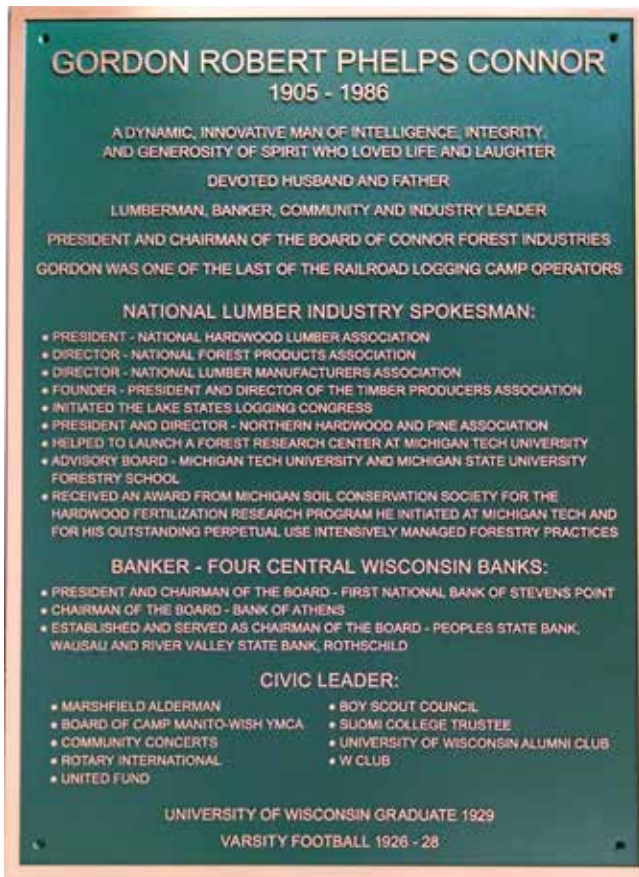 GORDON ROBERT PHELPS CONNOR
1905 - 1986
A DYNAMIC, INNOVATIVE MAN OF INTELLIGENCE, INTEGRITY,
AND GENEROSITY OF SPIRIT WHO LOVED LIFE AND LAUGHTER
DEVOTED HUSBAND AND FATHER
LUMBERMAN, BANKER, COMMUNITY AND INDUSTRY LEADER
PRESIDENT AND CHAIRMAN OF THE BOARD OF CONNOR FOREST INDUSTRIES
GORDON WAS ONE OF THE LAST OF THE RAILROAD LOGGING CAMP OPERATORS
NATIONAL LUMBER INDUSTRY SPOKESMAN:
• PRESIDENT - NATIONAL HARDWOOD LUMBER ASSOCIATION
• DIRECTOR - NATIONAL FOREST PRODUCTS ASSOCIATION
• DIRECTOR - NATIONAL LUMBER MANUFACTURERS ASSOCIATION
• FOUNDER - PRESIDENT AND DIRECTOR OF THE TIMBER PRODUCERS ASSOCIATION
• INITIATED THE LAKE STATES LOGGING CONGRESS
• PRESIDENT AND DIRECTOR - NORTHERN HARDWOOD AND PINE ASSOCIATION
• HELPED TO LAUNCH A FOREST RESEARCH CENTER AT MICHIGAN TECH UNIVERSITY
• ADVISORY BOARD - MICHIGAN TECH UNIVERSITY AND MICHIGAN STATE UNIVERSITY
FORESTRY SCHOOL
• RECEIVED AN AWARD FROM MICHIGAN SOIL CONSERVATION SOCIETY FOR THE
HARDWOOD FERTILIZATION RESEARCH PROGRAM HE INITIATED AT MICHIGAN TECH AND
FOR HIS OUTSTANDING PERPETUAL USE INTENSIVELY MANAGED FORESTRY PRACTICES
BANKER - FOUR CENTRAL WISCONSIN BANKS:
• PRESIDENT AND CHAIRMAN OF THE BOARD - FIRST NATIONAL BANK OF STEVENS POINT
• CHAIRMAN OF THE BOARD - BANK OF ATHENS
• ESTABLISHED AND SERVED AS CHAIRMAN OF THE BOARD - PEOPLES STATE BANK,
WAUSAU AND RIVER VALLEY STATE BANK, ROTHSCHILD
CIVIC LEADER:
• MARSHFIELD ALDERMAN
• BOARD OF CAMP MANITO-WISH YMCA
• COMMUNITY CONCERTS
• ROTARY INTERNATIONAL
• UNITED FUND
• BOY SCOUT COUNCIL
• SUOMI COLLEGE TRUSTEE
• UNIVERSITY OF WISCONSIN ALUMNI CLUB
• W CLUB
UNIVERSITY OF WISCONSIN GRADUATE 1929
VARSITY FOOTBALL 1926 - 28